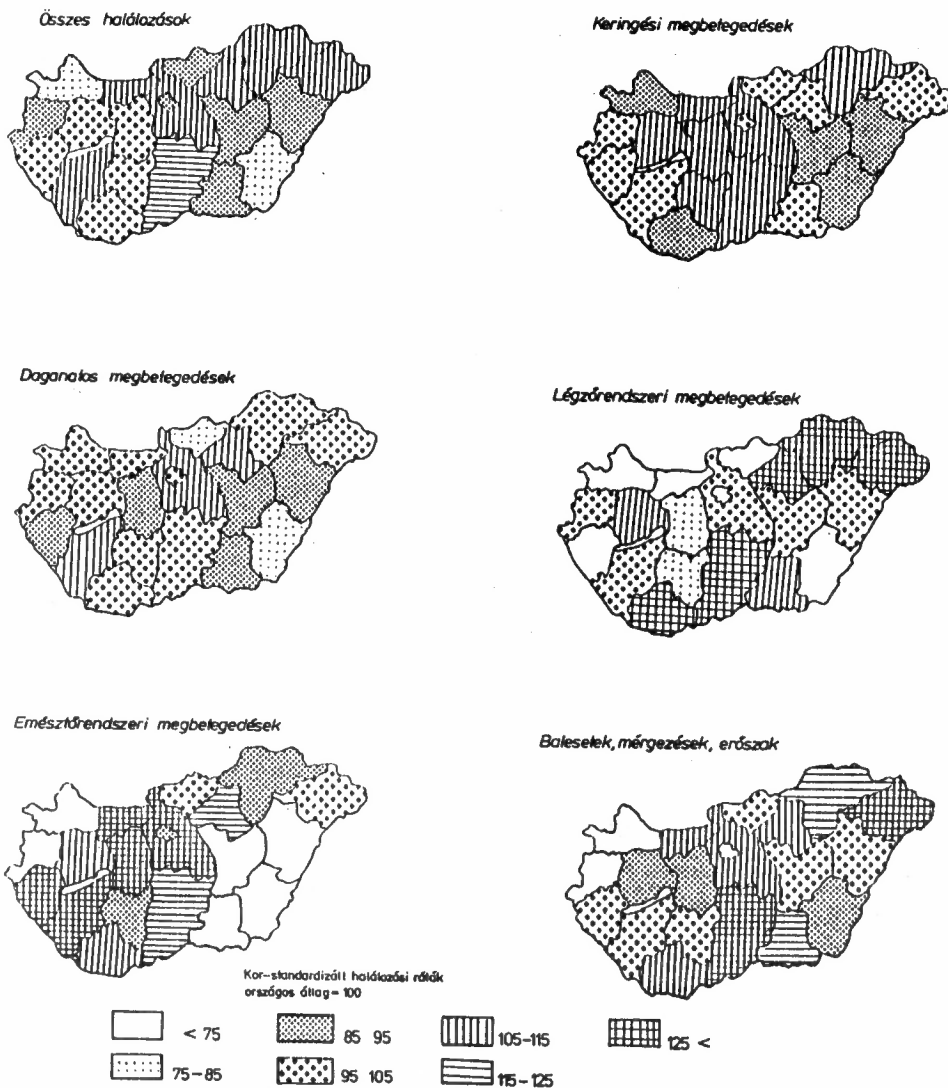 Összes halálozások
Keringési megbetegedések
Daganatos megbetegedések
Légzőrendszeri megbetegedések
Emésztőrendszeri megbetegedések
Balesetek, mérgezések, erőszak
Kor-standardizált halálozási ráták
országos átlag = 100
< 75
85 95
105-115
125 <
75-85
95 105
115-125